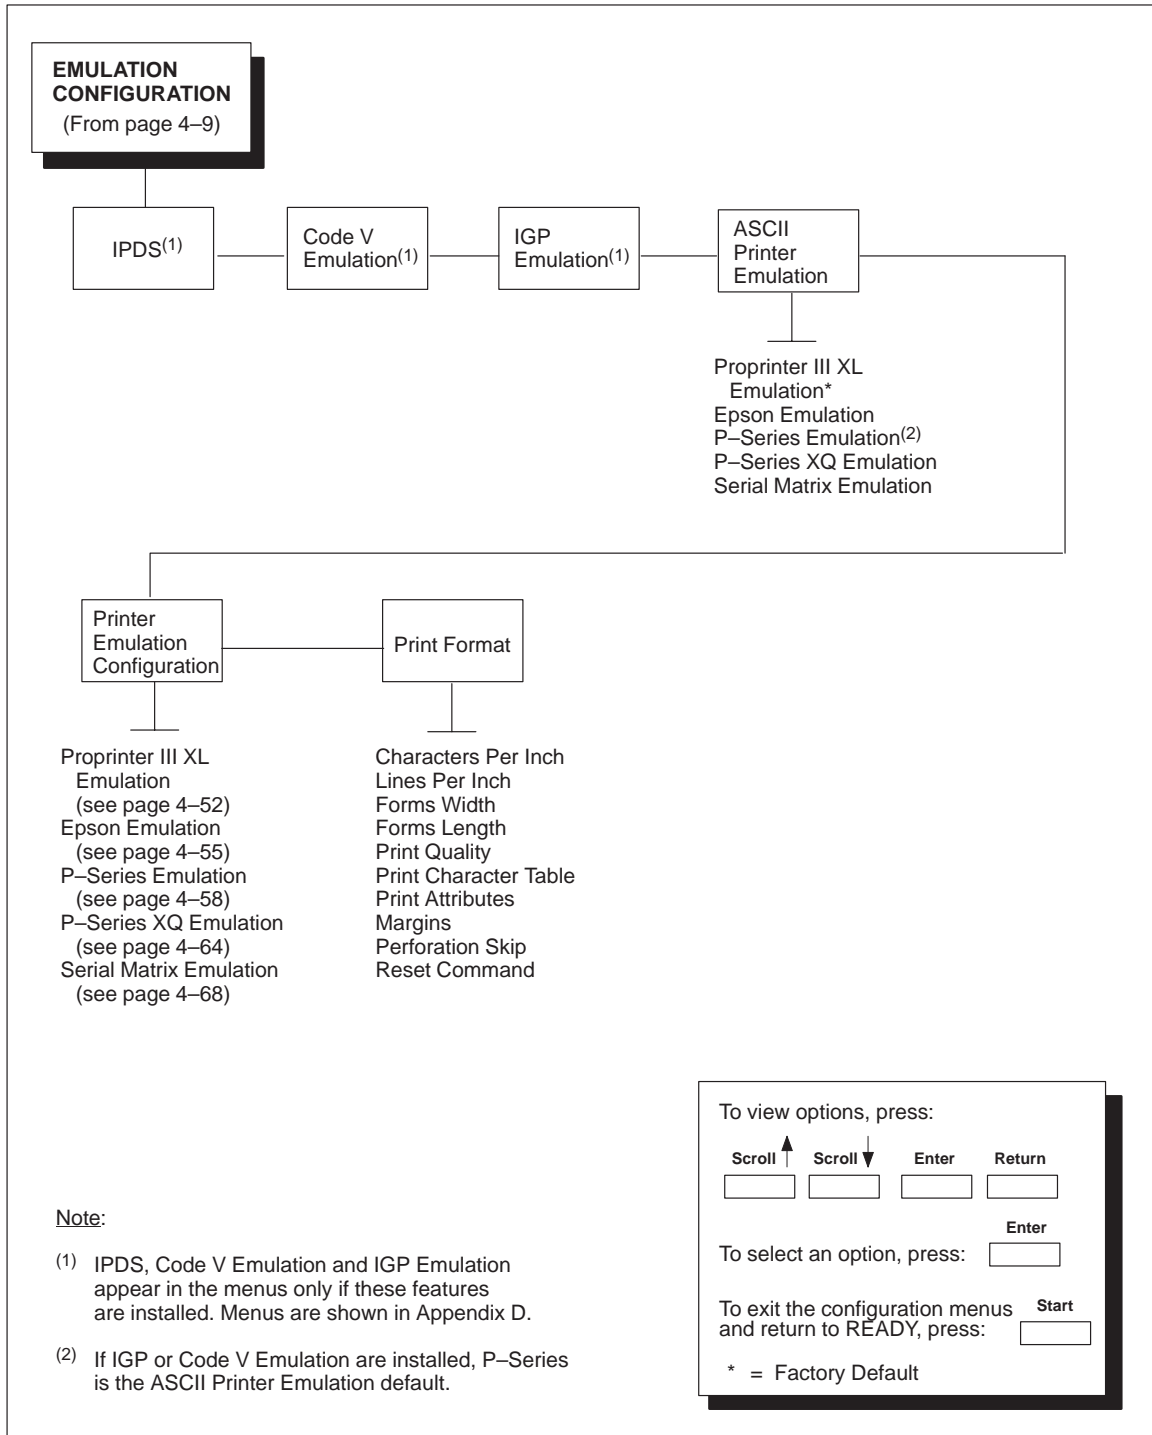 EMULATION
CONFIGURATION
(From page 4–9)
IPDS(1)
Code V
Emulation(1)
IGP
Emulation(1)
ASCII
Printer
Emulation
Proprinter III XL
Emulation*
Epson Emulation
P–Series Emulation(2)
P–Series XQ Emulation
Serial Matrix Emulation
Printer
Emulation
Configuration
Print Format
Proprinter III XL
Emulation
(see page 4–52)
Epson Emulation
(see page 4–55)
P–Series Emulation
(see page 4–58)
P–Series XQ Emulation
(see page 4–64)
Serial Matrix Emulation
(see page 4–68)
Characters Per Inch
Lines Per Inch
Forms Width
Forms Length
Print Quality
Print Character Table
Print Attributes
Margins
Perforation Skip
Reset Command
Note:
(1) IPDS, Code V Emulation and IGP Emulation
appear in the menus only if these features
are installed. Menus are shown in Appendix D.
(2) If IGP or Code V Emulation are installed, P–Series
is the ASCII Printer Emulation default.
To view options, press:
Scroll Scroll Enter Return
Enter
To select an option, press:
To exit the configuration menus Start
and return to READY, press:
* = Factory Default